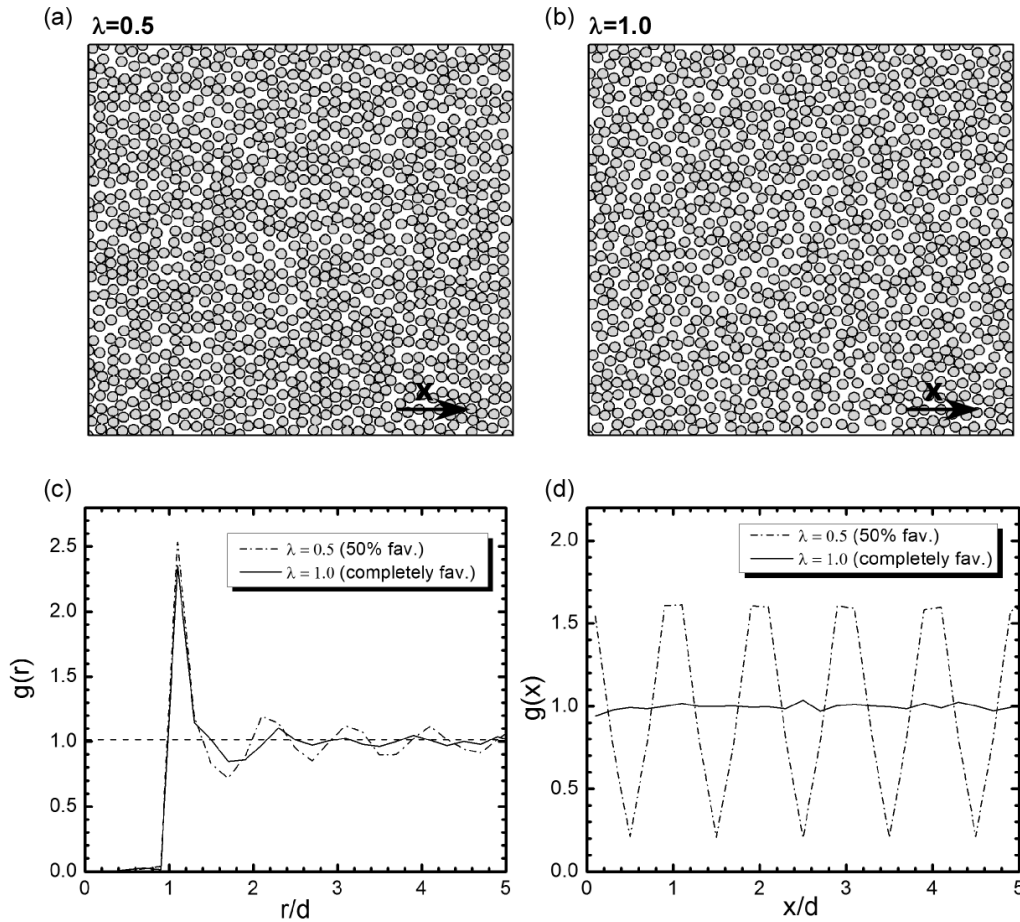 (a) λ=0.5
(b) λ=1.0
x
x
(c)
(d)
λ = 0.5 (50% fav.)
λ = 1.0 (completely fav.)
λ = 0.5 (50% fav.)
λ = 1.0 (completely fav.)
g(r)
2.5
2.0
1.5
1.0
0.5
0.0
0 1 2 3 4 5
r/d
g(x)
2.0
1.5
1.0
0.5
0.0
0 1 2 3 4 5
x/d